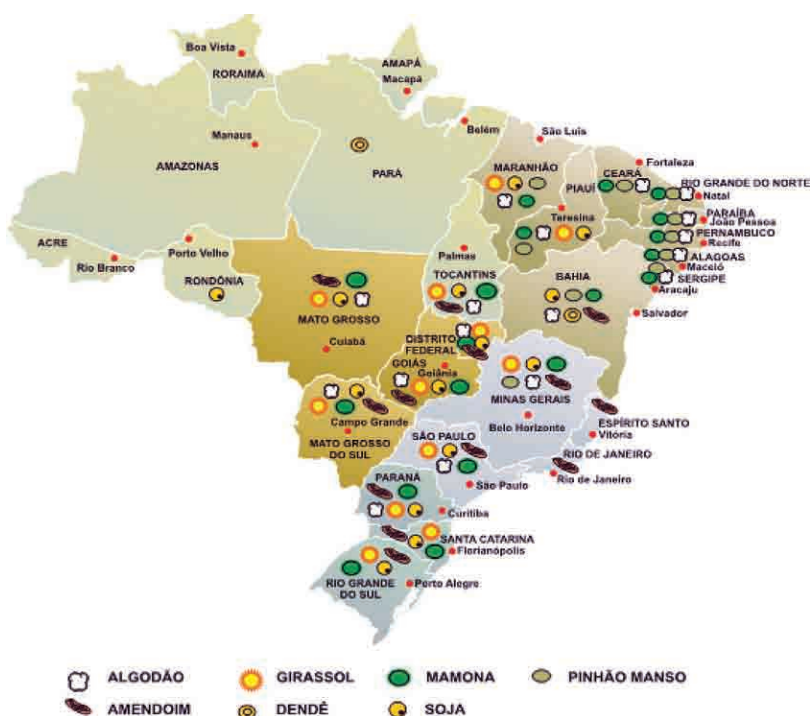 Boa Vista
RORAIMA
AMAPÁ
Macapá
Manaus
AMAZONAS
PARÁ
Belém
São Luis
MARANHÃO
PIAUÍ
Teresina
CEARÁ
Fortaleza
RIO GRANDE DO NORTE
Natal
PARAÍBA
João Pessoa
PERNAMBUCO
Recife
ALAGOAS
Maceió
SERGIPE
Aracaju
ACRE
Rio Branco
Porto Velho
RONDÔNIA
Palmas
TOCANTINS
BAHIA
Salvador
MATO GROSSO
Cuiabá
DISTRITO
FEDERAL
GOIÁS
Goiânia
MINAS GERAIS
Belo Horizonte
ESPÍRITO SANTO
Vitória
Campo Grande
MATO GROSSO
DO SUL
SÃO PAULO
São Paulo
RIO DE JANEIRO
Rio de Janeiro
PARANÁ
Curitiba
SANTA CATARINA
Florianópolis
RIO GRANDE
DO SUL
Porto Alegre
ALGODÃO
GIRASSOL
MAMONA
PINHÃO MANSO
AMENDOIM
DENDÊ
SOJA